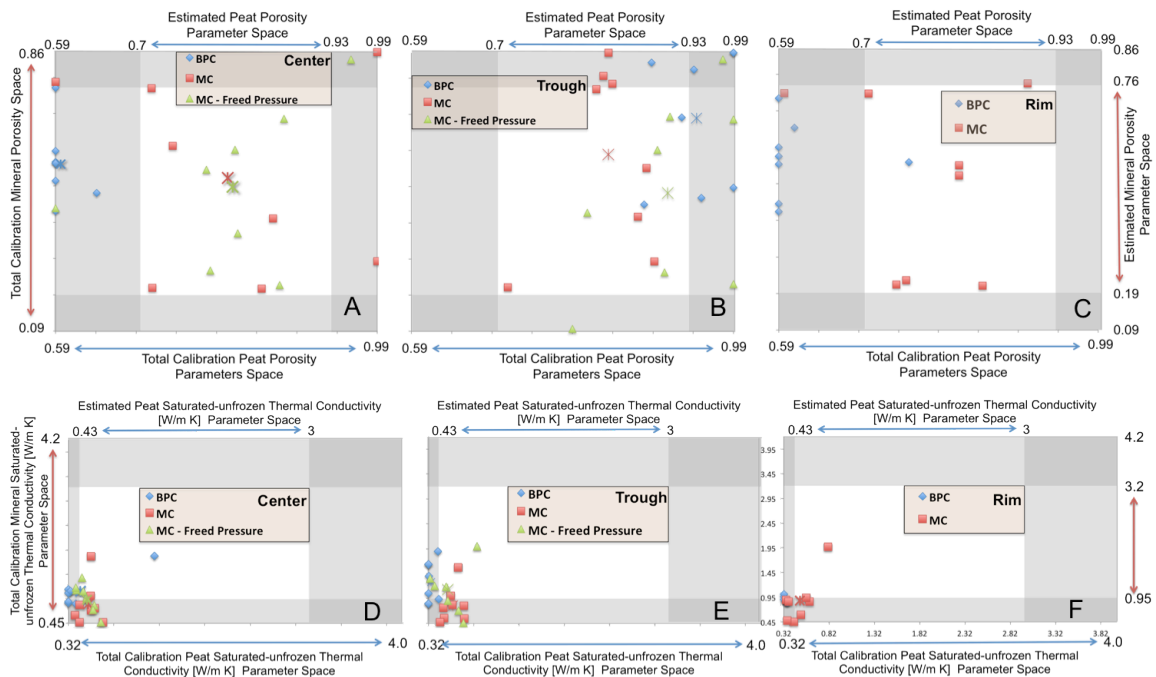 Estimated Peat Porosity
Parameter Space
0.59
0.7
0.93
0.99
0.86
Total Calibration Mineral Porosity Space
BPC
Center
MC
MC - Freed Pressure
A
0.09
0.59
0.99
Total Calibration Peat Porosity
Parameters Space
Estimated Peat Porosity
Parameter Space
0.59
0.7
0.93
0.99
BPC
Trough
MC
MC - Freed Pressure
B
0.59
0.99
Total Calibration Peat Porosity
Parameters Space
Estimated Peat Porosity
Parameter Space
0.59
0.7
0.93
0.99
0.86
0.76
BPC
Rim
MC
Estimated Mineral Porosity
Parameter Space
C
0.19
0.09
0.59
0.99
Total Calibration Peat Porosity
Parameters Space
Estimated Peat Saturated-unfrozen Thermal Conductivity
[W/m K] Parameter Space
0.43
3
4.2
Total Calibration Mineral Saturated-
unfrozen Thermal Conductivity [W/m K]
Parameter Space
BPC
Center
MC
MC - Freed Pressure
D
0.45
0.32
4.0
Total Calibration Peat Saturated-unfrozen Thermal
Conductivity [W/m K] Parameter Space
Estimated Peat Saturated-unfrozen Thermal Conductivity
[W/m K] Parameter Space
0.43
3
BPC
Trough
MC
MC - Freed Pressure
E
0.32
4.0
Total Calibration Peat Saturated-unfrozen Thermal
Conductivity [W/m K] Parameter Space
Estimated Peat Saturated-unfrozen Thermal Conductivity
[W/m K] Parameter Space
0.43
3
4.2
3.95
3.45
3.2
2.95
2.45
1.95
1.45
0.95
0.45
BPC
Rim
MC
0.95
F
0.45
0.32 0.82 1.32 1.82 2.32 2.82 3.32 3.82
0.32
4.0
Total Calibration Peat Saturated-unfrozen Thermal
Conductivity [W/m K] Parameter Space